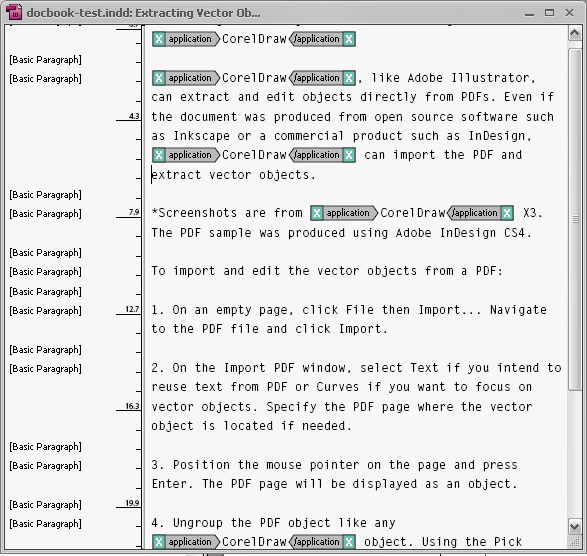 docbook-test.indd: Extracting Vector Ob...
application CorelDraw /application
[Basic Paragraph]
[Basic Paragraph] application CorelDraw /application , like Adobe Illustrator,
can extract and edit objects directly from PDFs. Even if
4.3 the document was produced from open source software such
as Inkscape or a commercial product such as InDesign,
application CorelDraw /application can import the PDF and
extract vector objects.
[Basic Paragraph]
[Basic Paragraph] 7.9 *Screenshots are from application CorelDraw /application X3.
The PDF sample was produced using Adobe InDesign CS4.
[Basic Paragraph]
[Basic Paragraph] To import and edit the vector objects from a PDF:
[Basic Paragraph]
[Basic Paragraph] 12.7 1. On an empty page, click File then Import... Navigate
to the PDF file and click Import.
[Basic Paragraph]
[Basic Paragraph] 2. On the Import PDF window, select Text if you intend to
reuse text from PDF or Curves if you want to focus on
16.3 vector objects. Specify the PDF page where the vector
object is located if needed.
[Basic Paragraph]
[Basic Paragraph] 3. Position the mouse pointer on the page and press
Enter. The PDF page will be displayed as an object.
[Basic Paragraph] 19.9
[Basic Paragraph] 4. Ungroup the PDF object like any
application CorelDraw /application object. Using the Pick